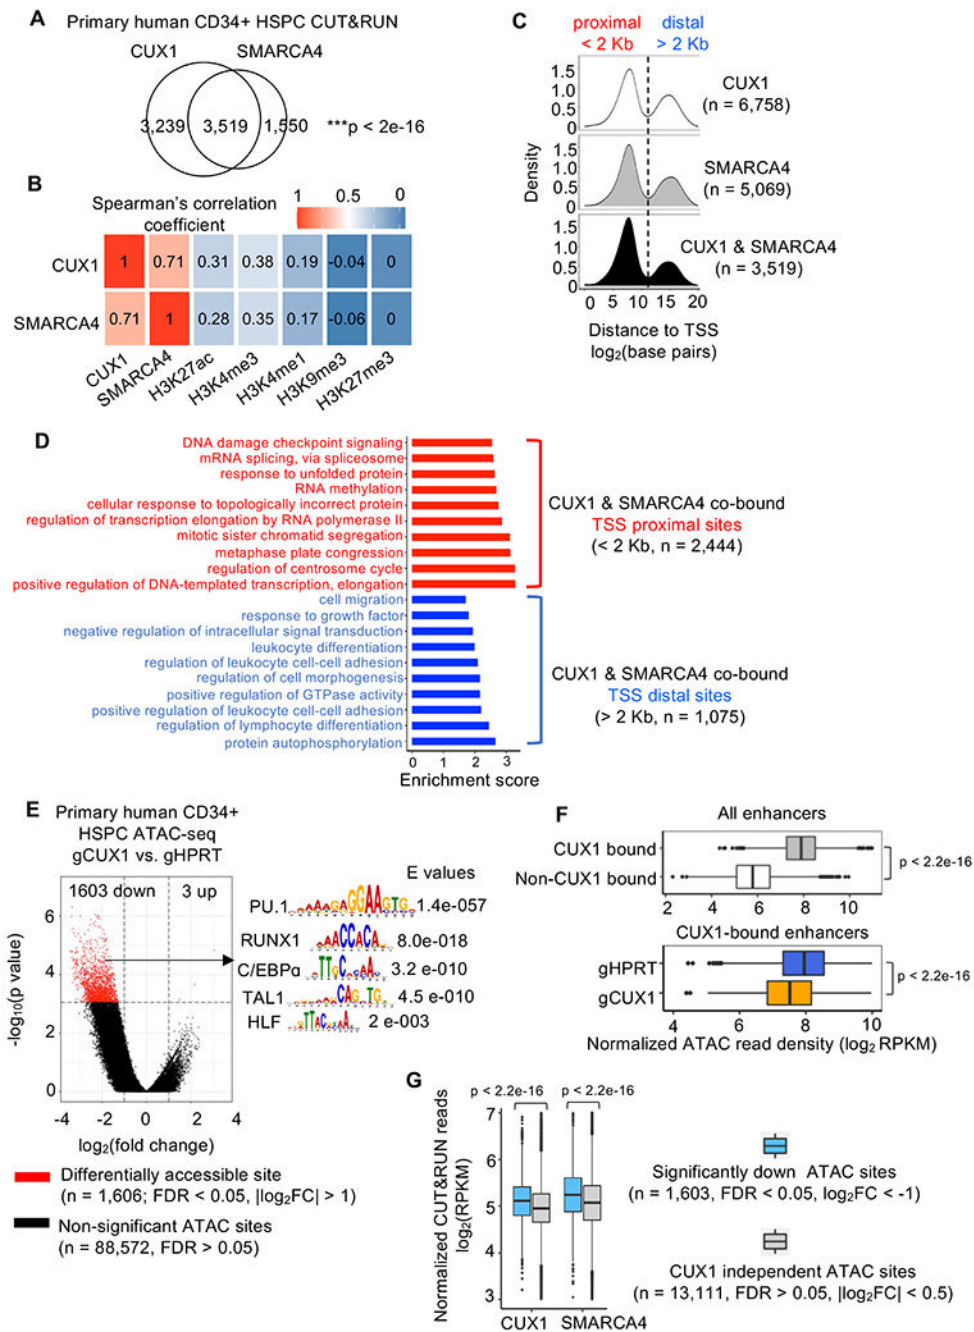 A
Primary human CD34+ HSPC CUT&RUN
CUX1
SMARCA4
3,239
3,519
1,550
***p < 2e-16
B
Spearman's correlation
coefficient
1
0.5
0
CUX1
1
0.71
0.31
0.38
0.19
-0.04
0
SMARCA4
0.71
1
0.28
0.35
0.17
-0.06
0
CUX1
SMARCA4
H3K27ac
H3K4me3
H3K4me1
H3K9me3
H3K27me3
C
proximal
< 2 Kb
distal
> 2 Kb
Density
1.5
1.0
0.5
0
CUX1
(n = 6,758)
1.5
1.0
0.5
0
SMARCA4
(n = 5,069)
1.5
1.0
0.5
0
CUX1 & SMARCA4
(n = 3,519)
0 5 10 15 20
Distance to TSS
log₂(base pairs)
D
DNA damage checkpoint signaling
mRNA splicing, via spliceosome
response to unfolded protein
RNA methylation
cellular response to topologically incorrect protein
regulation of transcription elongation by RNA polymerase II
mitotic sister chromatid segregation
metaphase plate congression
regulation of centrosome cycle
positive regulation of DNA-templated transcription, elongation
cell migration
response to growth factor
negative regulation of intracellular signal transduction
leukocyte differentiation
regulation of leukocyte cell-cell adhesion
regulation of cell morphogenesis
positive regulation of GTPase activity
positive regulation of leukocyte cell-cell adhesion
regulation of lymphocyte differentiation
protein autophosphorylation
0 1 2 3
Enrichment score
CUX1 & SMARCA4 co-bound
TSS proximal sites
(< 2 Kb, n = 2,444)
CUX1 & SMARCA4 co-bound
TSS distal sites
(> 2 Kb, n = 1,075)
E
Primary human CD34+
HSPC ATAC-seq
gCUX1 vs. gHPRT
1603 down
3 up
-log₁₀(p value)
6
4
2
0
-4 -2 0 2 4
log₂(fold change)
E values
PU.1
1.4e-057
RUNX1
8.0e-018
C/EBPα
3.2 e-010
TAL1
4.5 e-010
HLF
2 e-003
Differentially accessible site
(n = 1,606; FDR < 0.05, |log₂FC| > 1)
Non-significant ATAC sites
(n = 88,572, FDR > 0.05)
F
All enhancers
CUX1 bound
Non-CUX1 bound
p < 2.2e-16
2 4 6 8 10
CUX1-bound enhancers
gHPRT
gCUX1
p < 2.2e-16
4 6 8 10
Normalized ATAC read density (log₂ RPKM)
G
p < 2.2e-16
p < 2.2e-16
Normalized CUT&RUN reads
log₂(RPKM)
7
6
5
4
3
CUX1
SMARCA4
Significantly down ATAC sites
(n = 1,603, FDR < 0.05, log₂FC < -1)
CUX1 independent ATAC sites
(n = 13,111, FDR > 0.05, |log₂FC| < 0.5)